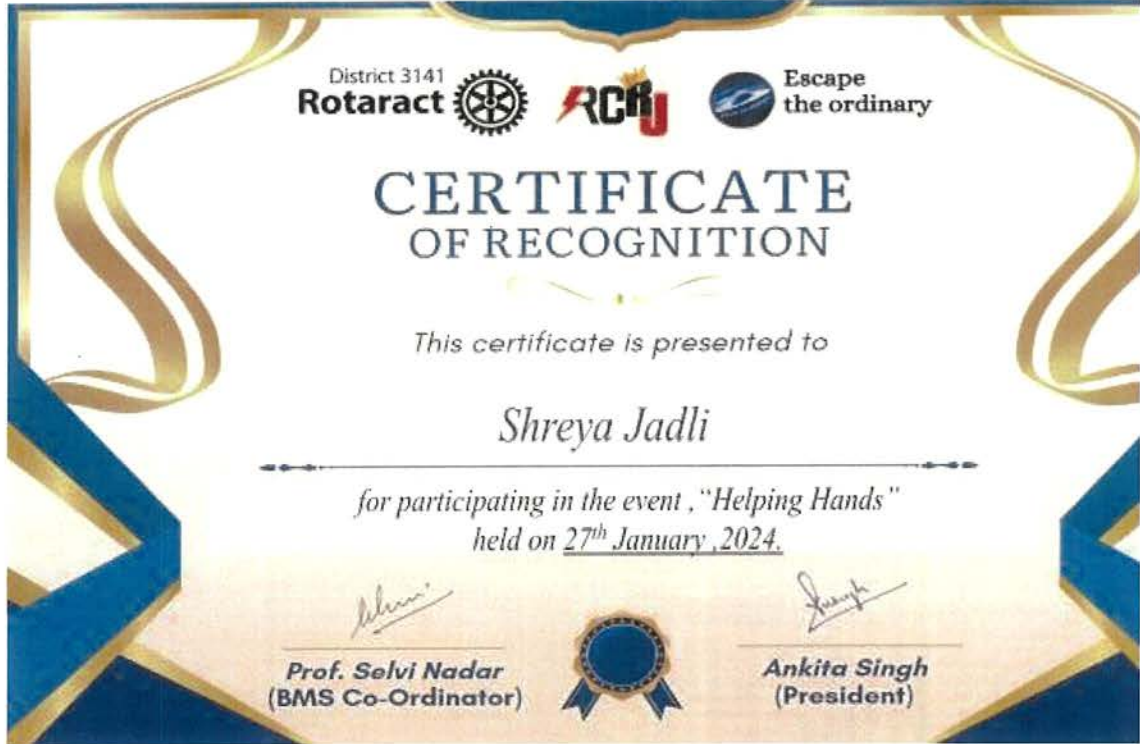 District 3141
Rotaract
RCRU
Escape
the ordinary
CERTIFICATE
OF RECOGNITION
This certificate is presented to
Shreya Jadli
for participating in the event ,“Helping Hands”
held on 27th January ,2024.
Prof. Selvi Nadar
(BMS Co-Ordinator)
Ankita Singh
(President)